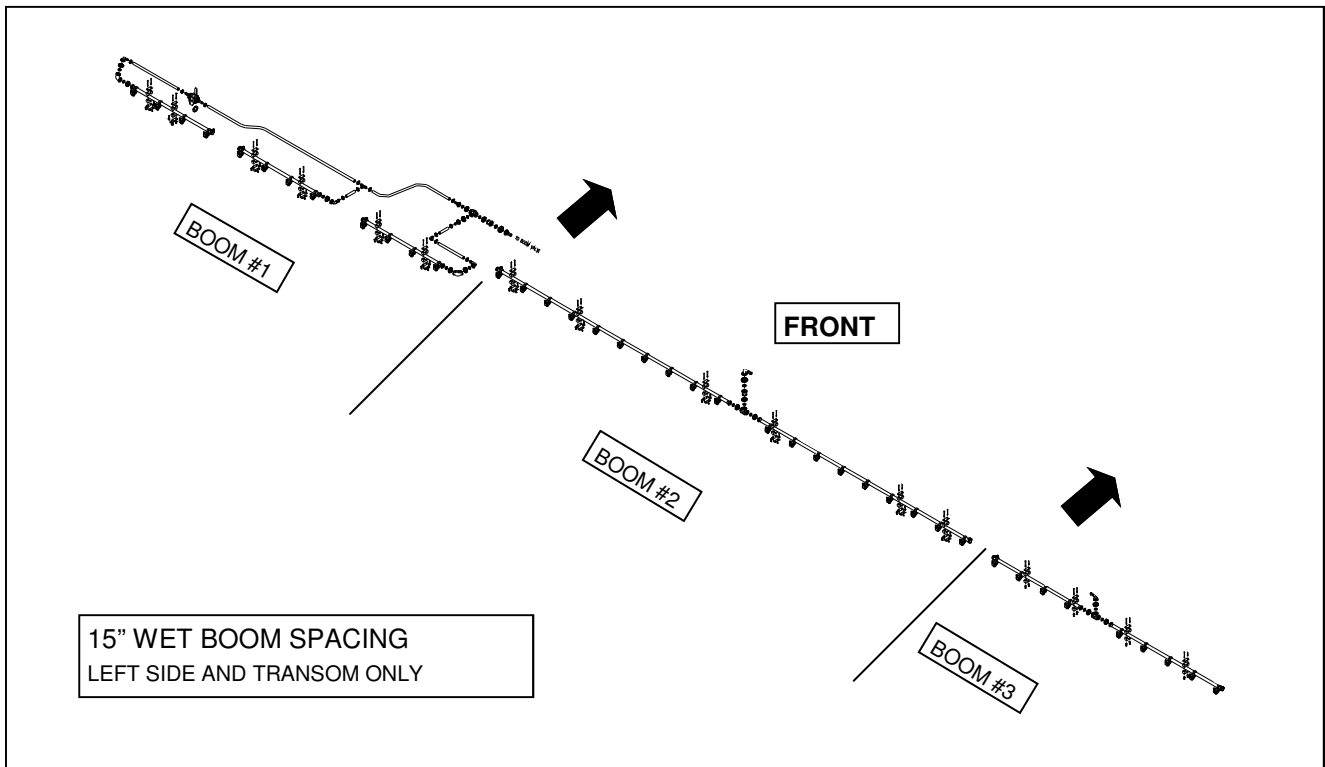 BOOM #1
FRONT
BOOM #2
BOOM #3
15" WET BOOM SPACING
LEFT SIDE AND TRANSOM ONLY